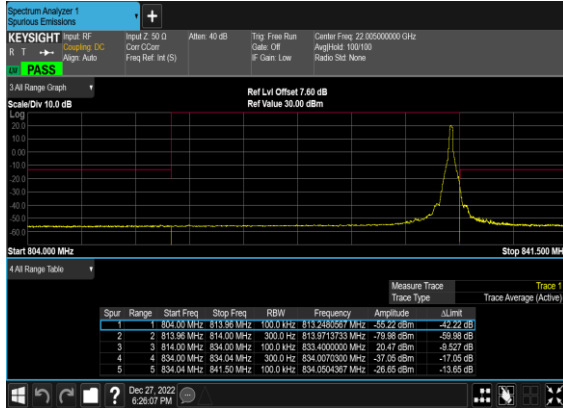 Spectrum Analyzer 1
Spurious Emissions
+
KEYSIGHT Input: RF Input Z: 50 Ω Atten: 40 dB Trig: Free Run Center Freq: 22.005000000 GHz
R T Coupling: DC Corr CCorr Gate: Off Avg|Hold: 100/100
Align: Auto Freq Ref: Int (S) IF Gain: Low Radio Std: None
PASS
3 All Range Graph
Ref Lvl Offset 7.60 dB
Scale/Div 10.0 dB Ref Value 30.00 dBm
Log
20.0
10.0
0.00
-10.0
-20.0
-30.0
-40.0
-50.0
-60.0
Start 804.000 MHz Stop 841.500 MH
4 All Range Table
Measure Trace Trace 1
Trace Type Trace Average (Active)
Spur Range Start Freq Stop Freq RBW Frequency Amplitude ΔLimit
1 1 804.00 MHz 813.96 MHz 100.0 kHz 813.2480567 MHz -55.22 dBm -42.22 dB
2 2 813.96 MHz 814.00 MHz 300.0 Hz 813.9713733 MHz -79.98 dBm -59.98 dB
3 3 814.00 MHz 834.00 MHz 100.0 kHz 833.4000000 MHz 20.47 dBm -9.527 dB
4 4 834.00 MHz 834.04 MHz 300.0 Hz 834.0070300 MHz -37.05 dBm -17.05 dB
5 5 834.04 MHz 841.50 MHz 100.0 kHz 834.0504367 MHz -26.65 dBm -13.65 dB
? Dec 27, 2022
6:26:07 PM